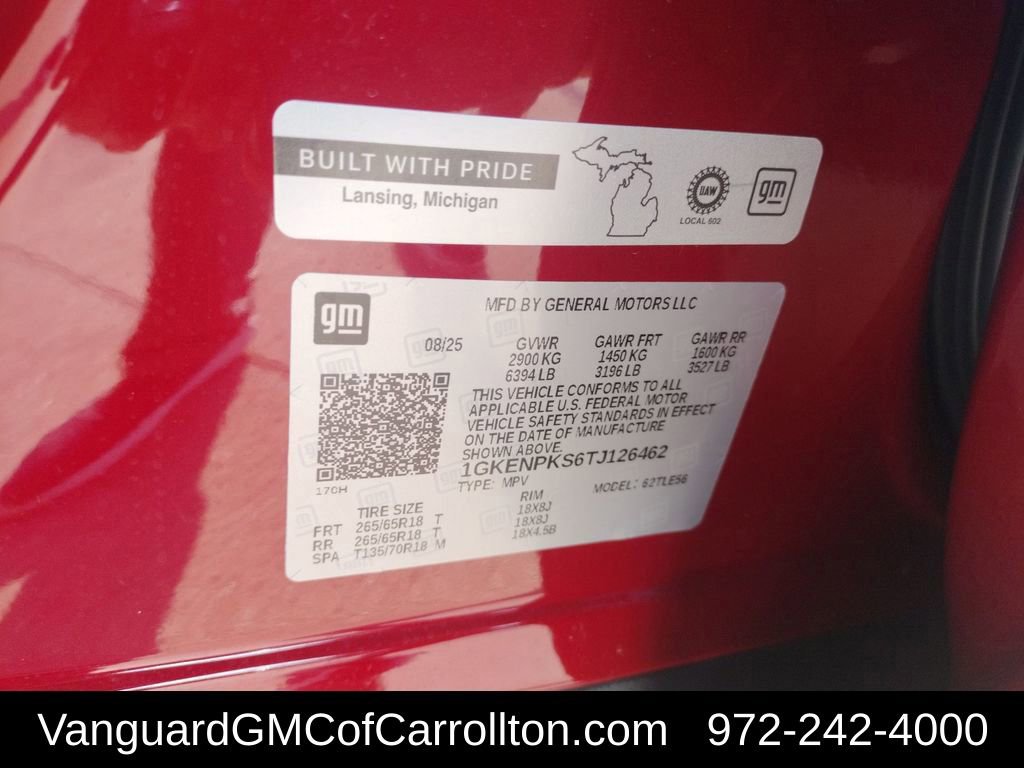 BUILT WITH PRIDE
Lansing, Michigan
UAW
LOCAL 602
gm
gm
MFD BY GENERAL MOTORS LLC
08/25
GVWR GAWR FRT GAWR RR
2900 KG 1450 KG 1600 KG
6394 LB 3196 LB 3527 LB
THIS VEHICLE CONFORMS TO ALL
APPLICABLE U.S. FEDERAL MOTOR
VEHICLE SAFETY STANDARDS IN EFFECT
ON THE DATE OF MANUFACTURE
SHOWN ABOVE.
1GKENPKS6TJ126462
170H
TYPE: MPV MODEL: 62TLE56
TIRE SIZE RIM
FRT 265/65R18 T 18X8J
RR 265/65R18 T 18X8J
SPA T135/70R18 M 18X4.5B
VanguardGMCofCarrollton.com 972-242-4000